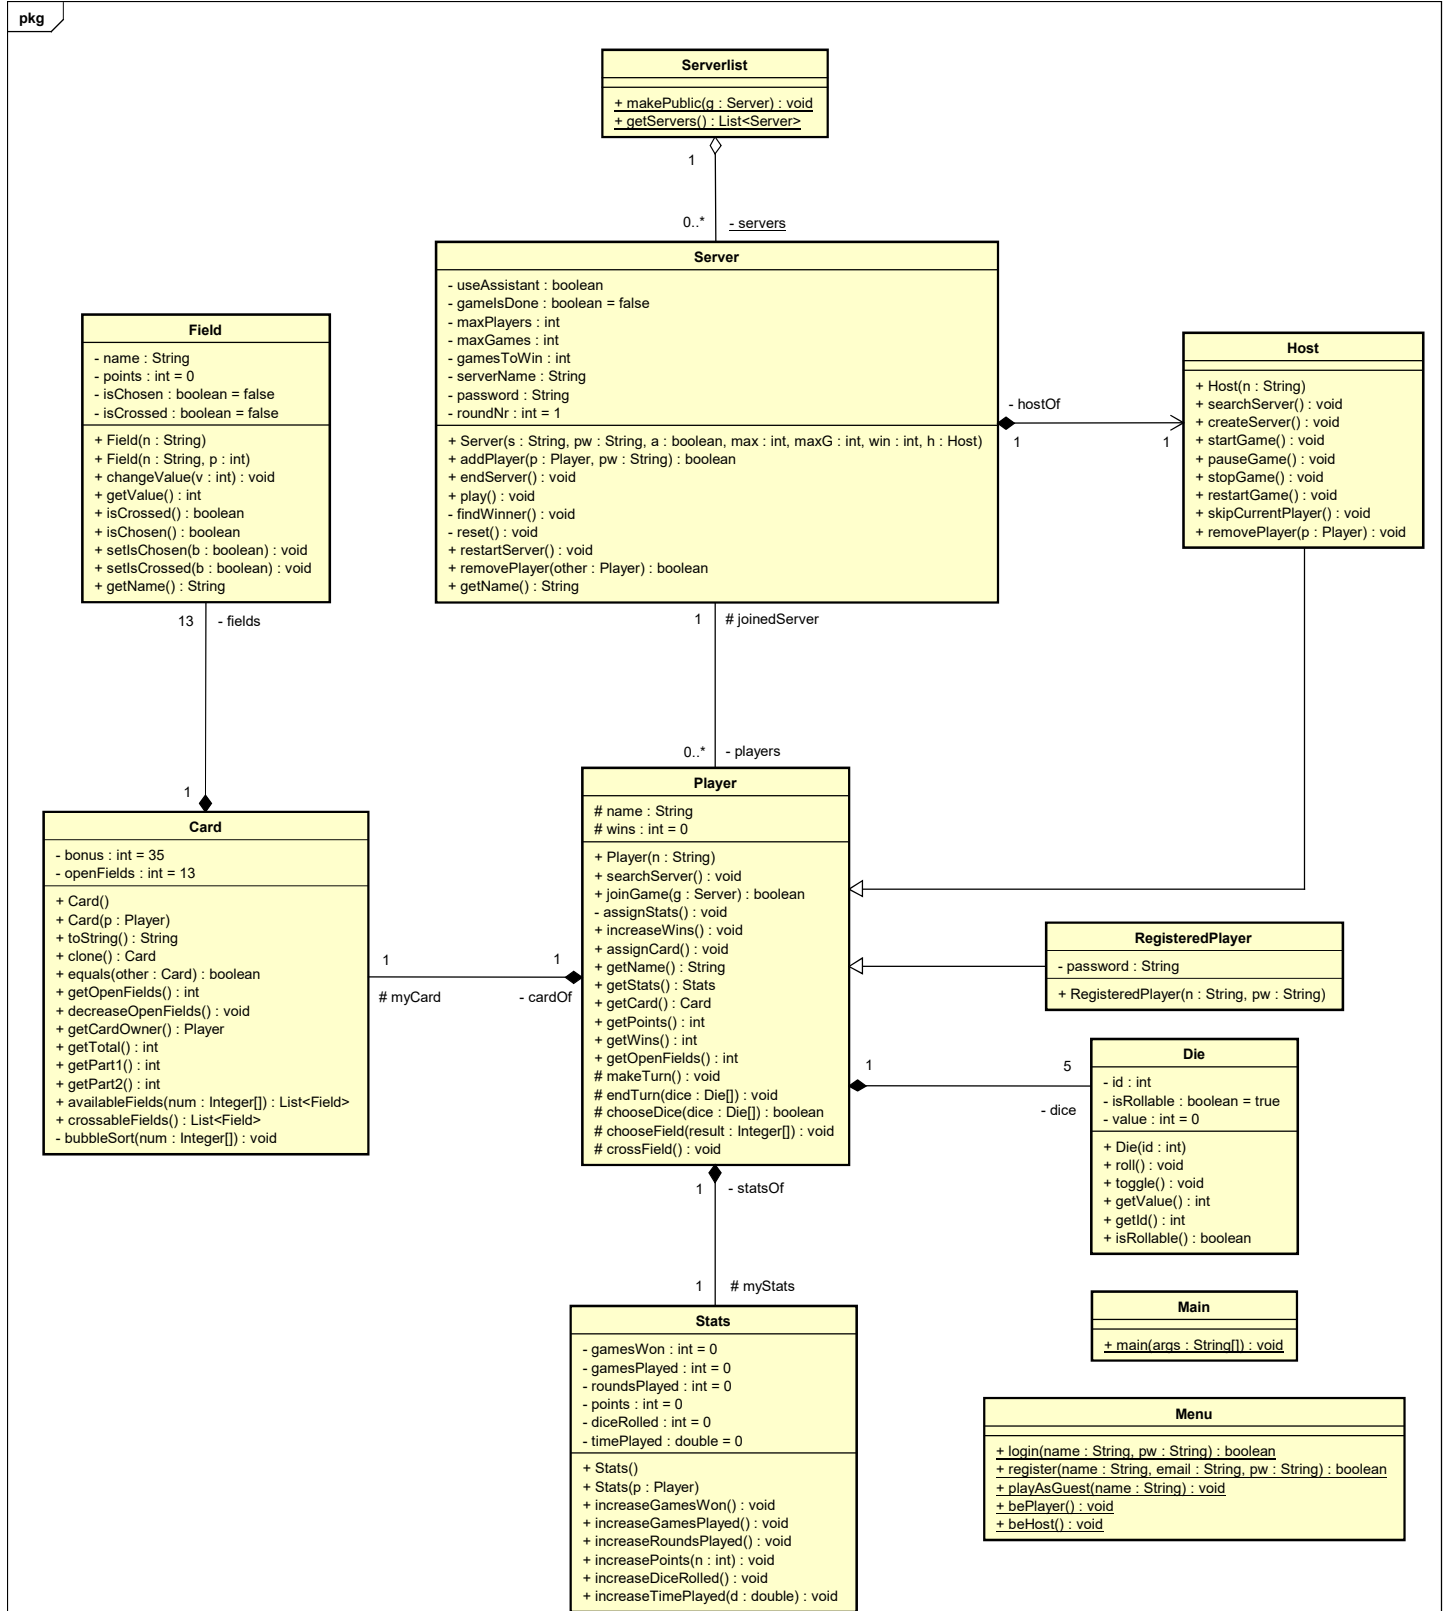 pkg
Serverlist
+ makePublic(g : Server) : void
+ getServers() : List<Server>
1
0..*
- servers
Server
- useAssistant : boolean
- gameIsDone : boolean = false
- maxPlayers : int
- maxGames : int
- gamesToWin : int
- serverName : String
- password : String
- roundNr : int = 1
+ Server(s : String, pw : String, a : boolean, max : int, maxG : int, win : int, h : Host)
+ addPlayer(p : Player, pw : String) : boolean
+ endServer() : void
+ play() : void
- findWinner() : void
- reset() : void
+ restartServer() : void
+ removePlayer(other : Player) : boolean
+ getName() : String
Field
- name : String
- points : int = 0
- isChosen : boolean = false
- isCrossed : boolean = false
+ Field(n : String)
+ Field(n : String, p : int)
+ changeValue(v : int) : void
+ getValue() : int
+ isCrossed() : boolean
+ isChosen() : boolean
+ setIsChosen(b : boolean) : void
+ setIsCrossed(b : boolean) : void
+ getName() : String
- hostOf
1
1
Host
+ Host(n : String)
+ searchServer() : void
+ createServer() : void
+ startGame() : void
+ pauseGame() : void
+ stopGame() : void
+ restartGame() : void
+ skipCurrentPlayer() : void
+ removePlayer(p : Player) : void
13
- fields
1
1
# joinedServer
0..*
- players
Card
- bonus : int = 35
- openFields : int = 13
+ Card()
+ Card(p : Player)
+ toString() : String
+ clone() : Card
+ equals(other : Card) : boolean
+ getOpenFields() : int
+ decreaseOpenFields() : void
+ getCardOwner() : Player
+ getTotal() : int
+ getPart1() : int
+ getPart2() : int
+ availableFields(num : Integer[]) : List<Field>
+ crossableFields() : List<Field>
- bubbleSort(num : Integer[]) : void
1
# myCard
1
- cardOf
Player
# name : String
# wins : int = 0
+ Player(n : String)
+ searchServer() : void
+ joinGame(g : Server) : boolean
- assignStats() : void
+ increaseWins() : void
+ assignCard() : void
+ getName() : String
+ getStats() : Stats
+ getCard() : Card
+ getPoints() : int
+ getWins() : int
+ getOpenFields() : int
# makeTurn() : void
# endTurn(dice : Die[]) : void
# chooseDice(dice : Die[]) : boolean
# chooseField(result : Integer[]) : void
# crossField() : void
RegisteredPlayer
- password : String
+ RegisteredPlayer(n : String, pw : String)
1
5
- dice
Die
- id : int
- isRollable : boolean = true
- value : int = 0
+ Die(id : int)
+ roll() : void
+ toggle() : void
+ getValue() : int
+ getId() : int
+ isRollable() : boolean
1
- statsOf
1
# myStats
Stats
- gamesWon : int = 0
- gamesPlayed : int = 0
- roundsPlayed : int = 0
- points : int = 0
- diceRolled : int = 0
- timePlayed : double = 0
+ Stats()
+ Stats(p : Player)
+ increaseGamesWon() : void
+ increaseGamesPlayed() : void
+ increaseRoundsPlayed() : void
+ increasePoints(n : int) : void
+ increaseDiceRolled() : void
+ increaseTimePlayed(d : double) : void
Main
+ main(args : String[]) : void
Menu
+ login(name : String, pw : String) : boolean
+ register(name : String, email : String, pw : String) : boolean
+ playAsGuest(name : String) : void
+ bePlayer() : void
+ beHost() : void